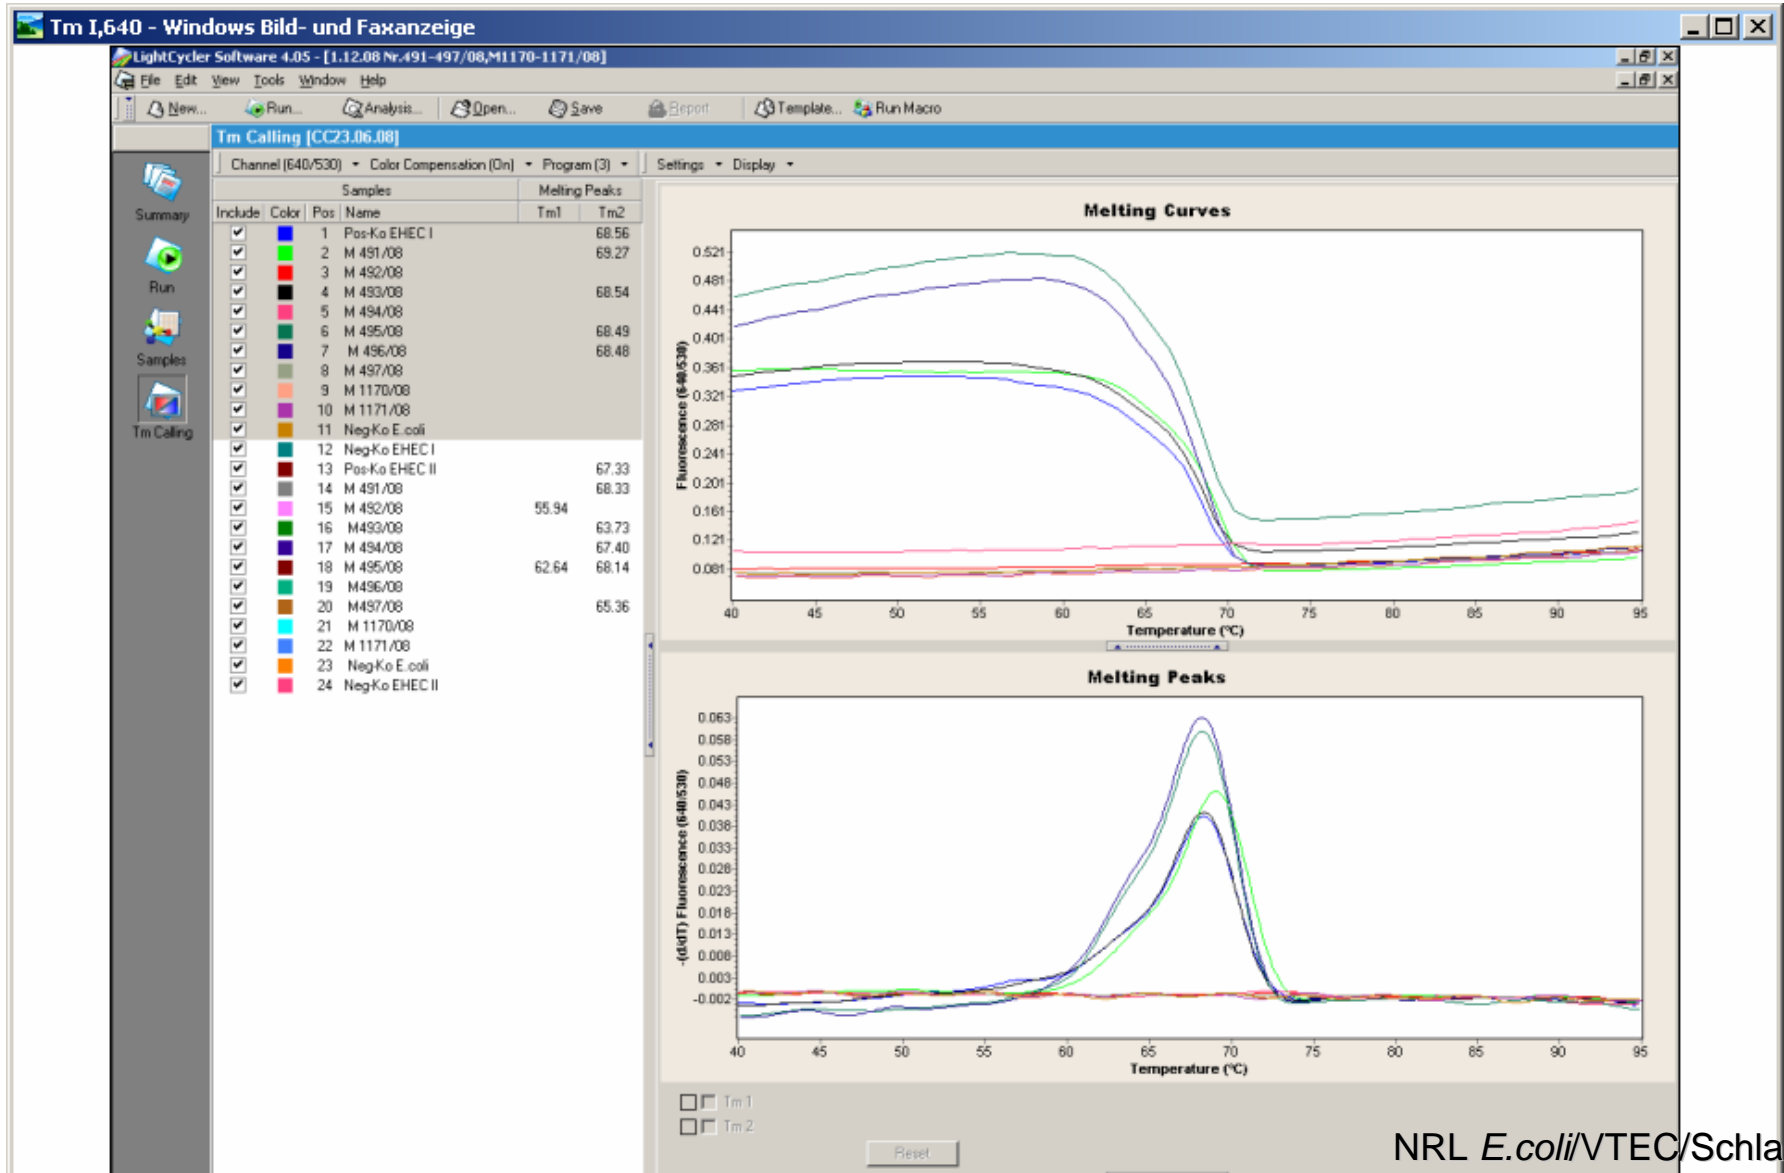 Tm I,640 - Windows Bild- und Faxanzeige
LightCycler Software 4.05 - [1.12.08 Nr.491-497/08,M1170-1171/08]
File Edit View Tools Window Help
New... Run... Analysis... Open... Save Report Template... Run Macro
Tm Calling [CC23.06.08]
Channel (640/530) Color Compensation (On) Program (3) Settings Display
Summary
Run
Samples
Tm Calling
Samples Melting Peaks
Include Color Pos Name Tm1 Tm2
1 Pos-Ko EHEC I 68.56
2 M 491/08 69.27
3 M 492/08
4 M 493/08 68.54
5 M 494/08
6 M 495/08 68.49
7 M 496/08 68.48
8 M 497/08
9 M 1170/08
10 M 1171/08
11 Neg-Ko E.coli
12 Neg-Ko EHEC I
13 Pos-Ko EHEC II 67.33
14 M 491/08 68.33
15 M 492/08 55.94
16 M493/08 63.73
17 M 494/08 67.40
18 M 495/08 62.64 68.14
19 M496/08
20 M497/08 65.36
21 M 1170/08
22 M 1171/08
23 Neg-Ko E.coli
24 Neg-Ko EHEC II
Melting Curves
Fluorescence (640/530)
0.521
0.481
0.441
0.401
0.361
0.321
0.281
0.241
0.201
0.161
0.121
0.081
40 45 50 55 60 65 70 75 80 85 90 95
Temperature (°C)
Melting Peaks
-(d/dT) Fluorescence (640/530)
0.063
0.058
0.053
0.048
0.043
0.038
0.033
0.028
0.023
0.018
0.013
0.008
0.003
-0.002
40 45 50 55 60 65 70 75 80 85 90 95
Temperature (°C)
Tm 1
Tm 2
Reset
NRL E.coli/VTEC/Schla